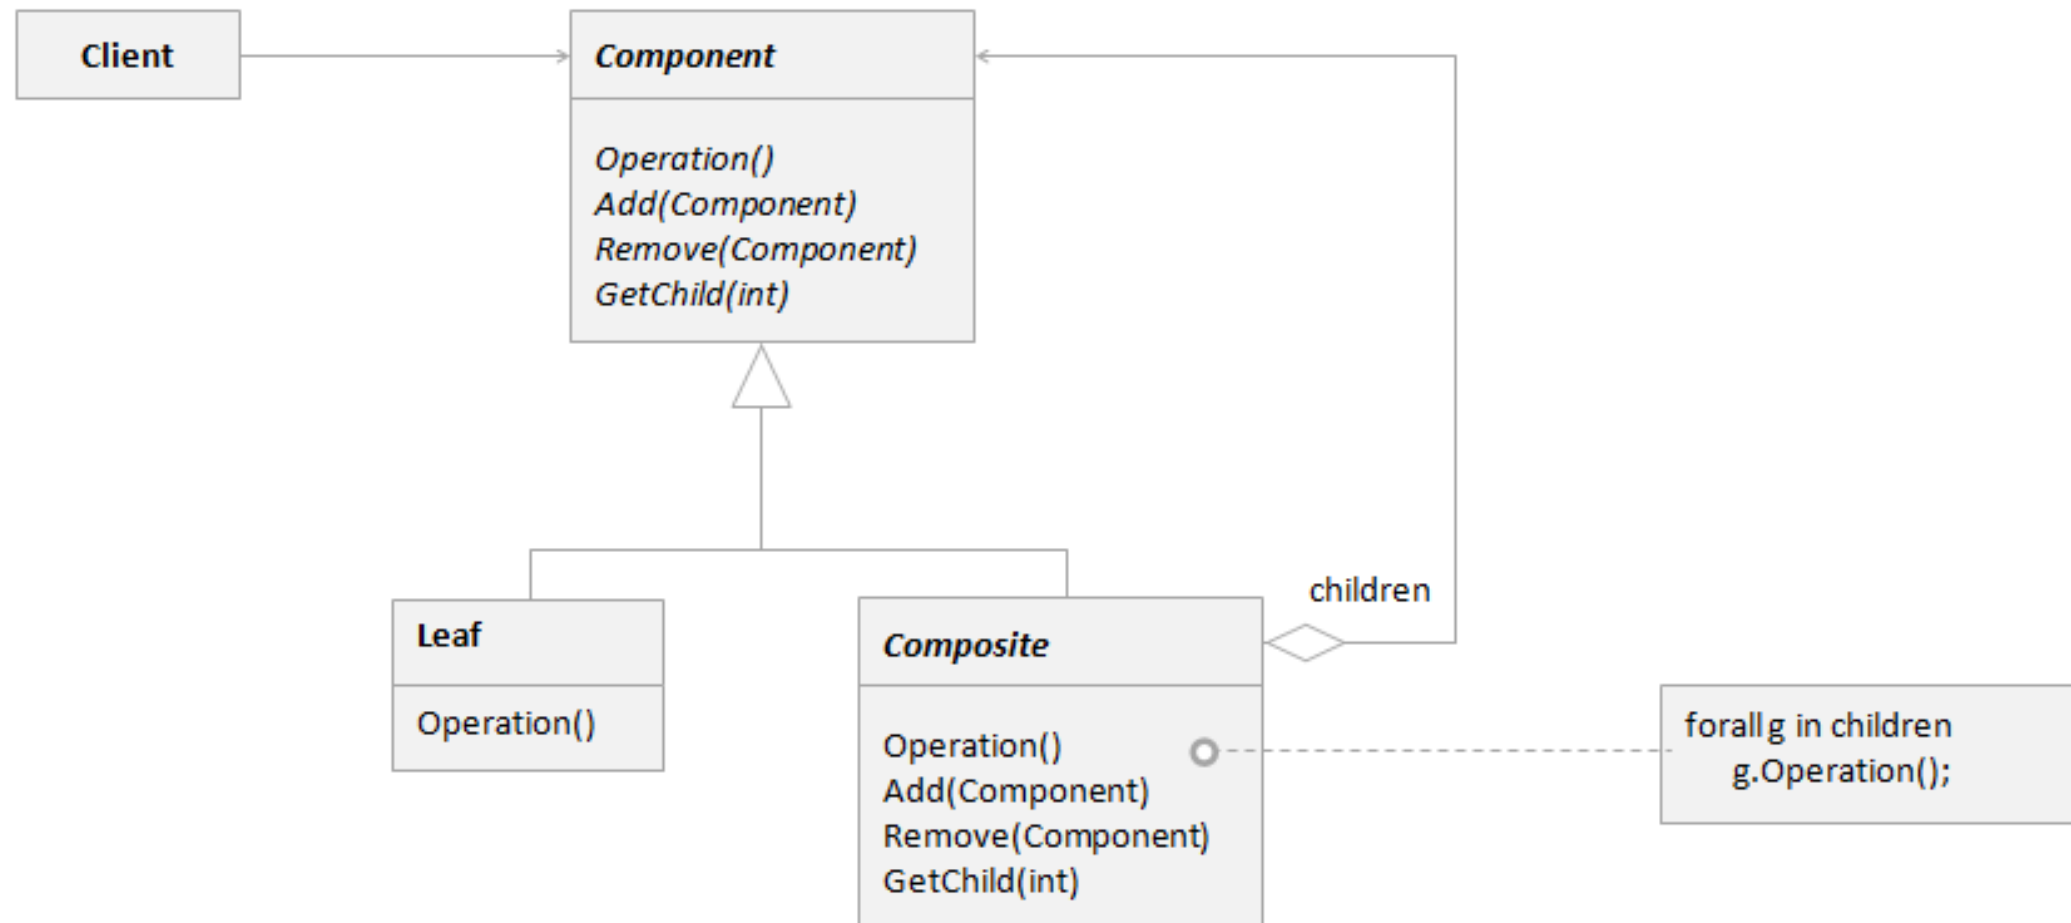 Client
Component
Operation()
Add(Component)
Remove(Component)
GetChild(int)
children
Leaf
Operation()
Composite
Operation()
Add(Component)
Remove(Component)
GetChild(int)
forall g in children
g.Operation();